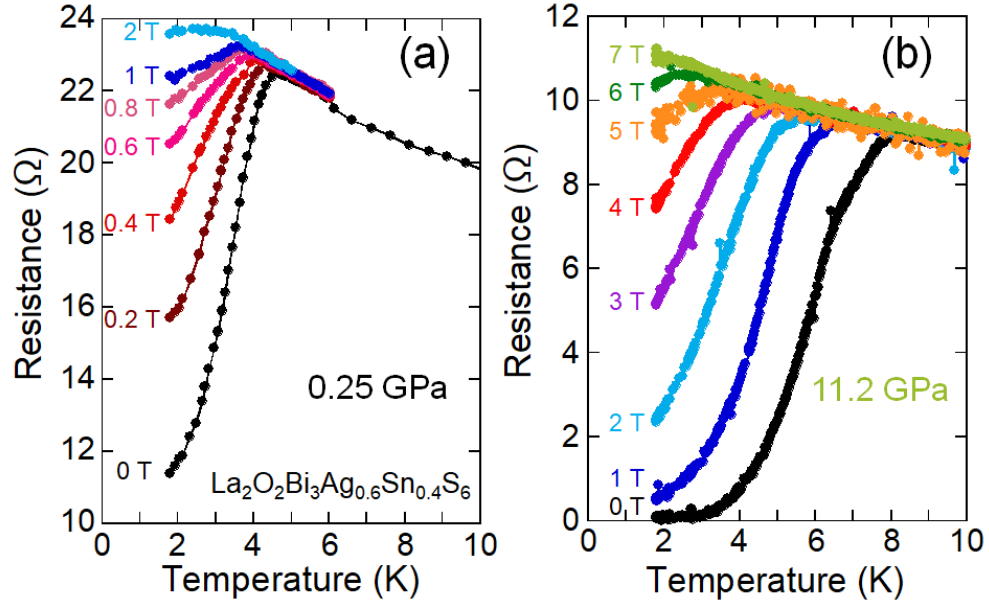 (a)
24
22
20
18
16
14
12
10
Resistance (Ω)
2 T
1 T
0.8 T
0.6 T
0.4 T
0.2 T
0 T
0.25 GPa
La₂O₂Bi₃Ag₀.₆Sn₀.₄S₆
0 2 4 6 8 10
Temperature (K)
(b)
12
10
8
6
4
2
0
Resistance (Ω)
7 T
6 T
5 T
4 T
3 T
2 T
1 T
0 T
11.2 GPa
0 2 4 6 8 10
Temperature (K)